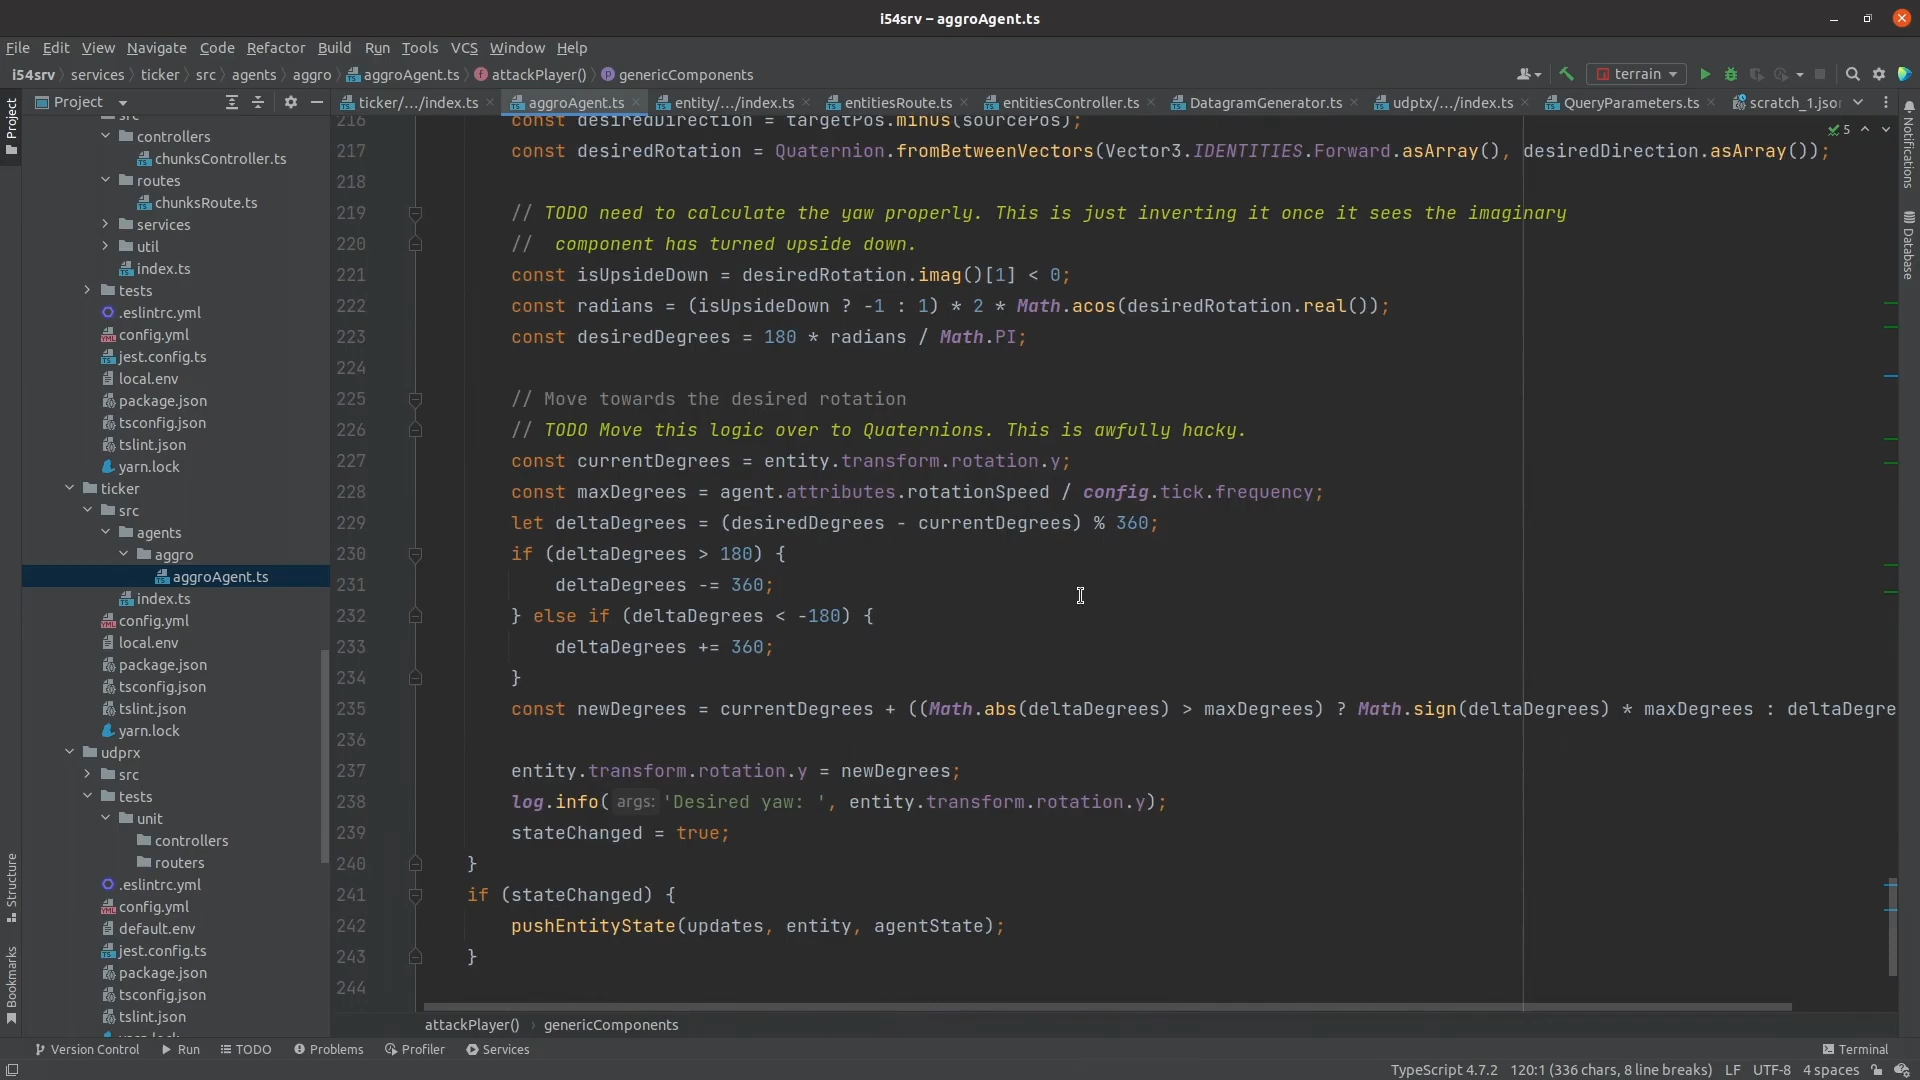 i54srv – aggroAgent.ts
File Edit View Navigate Code Refactor Build Run Tools VCS Window Help
i54srv services ticker src agents aggro aggroAgent.ts attackPlayer() genericComponents
terrain
Project
ticker/.../index.ts aggroAgent.ts entity/.../index.ts entitiesRoute.ts entitiesController.ts DatagramGenerator.ts udptx/.../index.ts QueryParameters.ts scratch_1.json
Project
Structure
Bookmarks
src
controllers
chunksController.ts
routes
chunksRoute.ts
services
util
index.ts
tests
.eslintrc.yml
config.yml
jest.config.ts
local.env
package.json
tsconfig.json
tslint.json
yarn.lock
ticker
src
agents
aggro
aggroAgent.ts
index.ts
config.yml
local.env
package.json
tsconfig.json
tslint.json
yarn.lock
udprx
src
tests
unit
controllers
routers
.eslintrc.yml
config.yml
default.env
jest.config.ts
package.json
tsconfig.json
tslint.json
yarn.lock
5
216 const desiredDirection = targetPos.minus(sourcePos);
217 const desiredRotation = Quaternion.fromBetweenVectors(Vector3.IDENTITIES.Forward.asArray(), desiredDirection.asArray());
218
219 // TODO need to calculate the yaw properly. This is just inverting it once it sees the imaginary
220 //  component has turned upside down.
221 const isUpsideDown = desiredRotation.imag()[1] < 0;
222 const radians = (isUpsideDown ? -1 : 1) * 2 * Math.acos(desiredRotation.real());
223 const desiredDegrees = 180 * radians / Math.PI;
224
225 // Move towards the desired rotation
226 // TODO Move this logic over to Quaternions. This is awfully hacky.
227 const currentDegrees = entity.transform.rotation.y;
228 const maxDegrees = agent.attributes.rotationSpeed / config.tick.frequency;
229 let deltaDegrees = (desiredDegrees - currentDegrees) % 360;
230 if (deltaDegrees > 180) {
231 deltaDegrees -= 360;
232 } else if (deltaDegrees < -180) {
233 deltaDegrees += 360;
234 }
235 const newDegrees = currentDegrees + ((Math.abs(deltaDegrees) > maxDegrees) ? Math.sign(deltaDegrees) * maxDegrees : deltaDegre
236
237 entity.transform.rotation.y = newDegrees;
238 log.info( args: 'Desired yaw: ', entity.transform.rotation.y);
239 stateChanged = true;
240 }
241 if (stateChanged) {
242 pushEntityState(updates, entity, agentState);
243 }
244
Notifications
Database
attackPlayer() genericComponents
Version Control Run TODO Problems Profiler Services Terminal
TypeScript 4.7.2 120:1 (336 chars, 8 line breaks) LF UTF-8 4 spaces